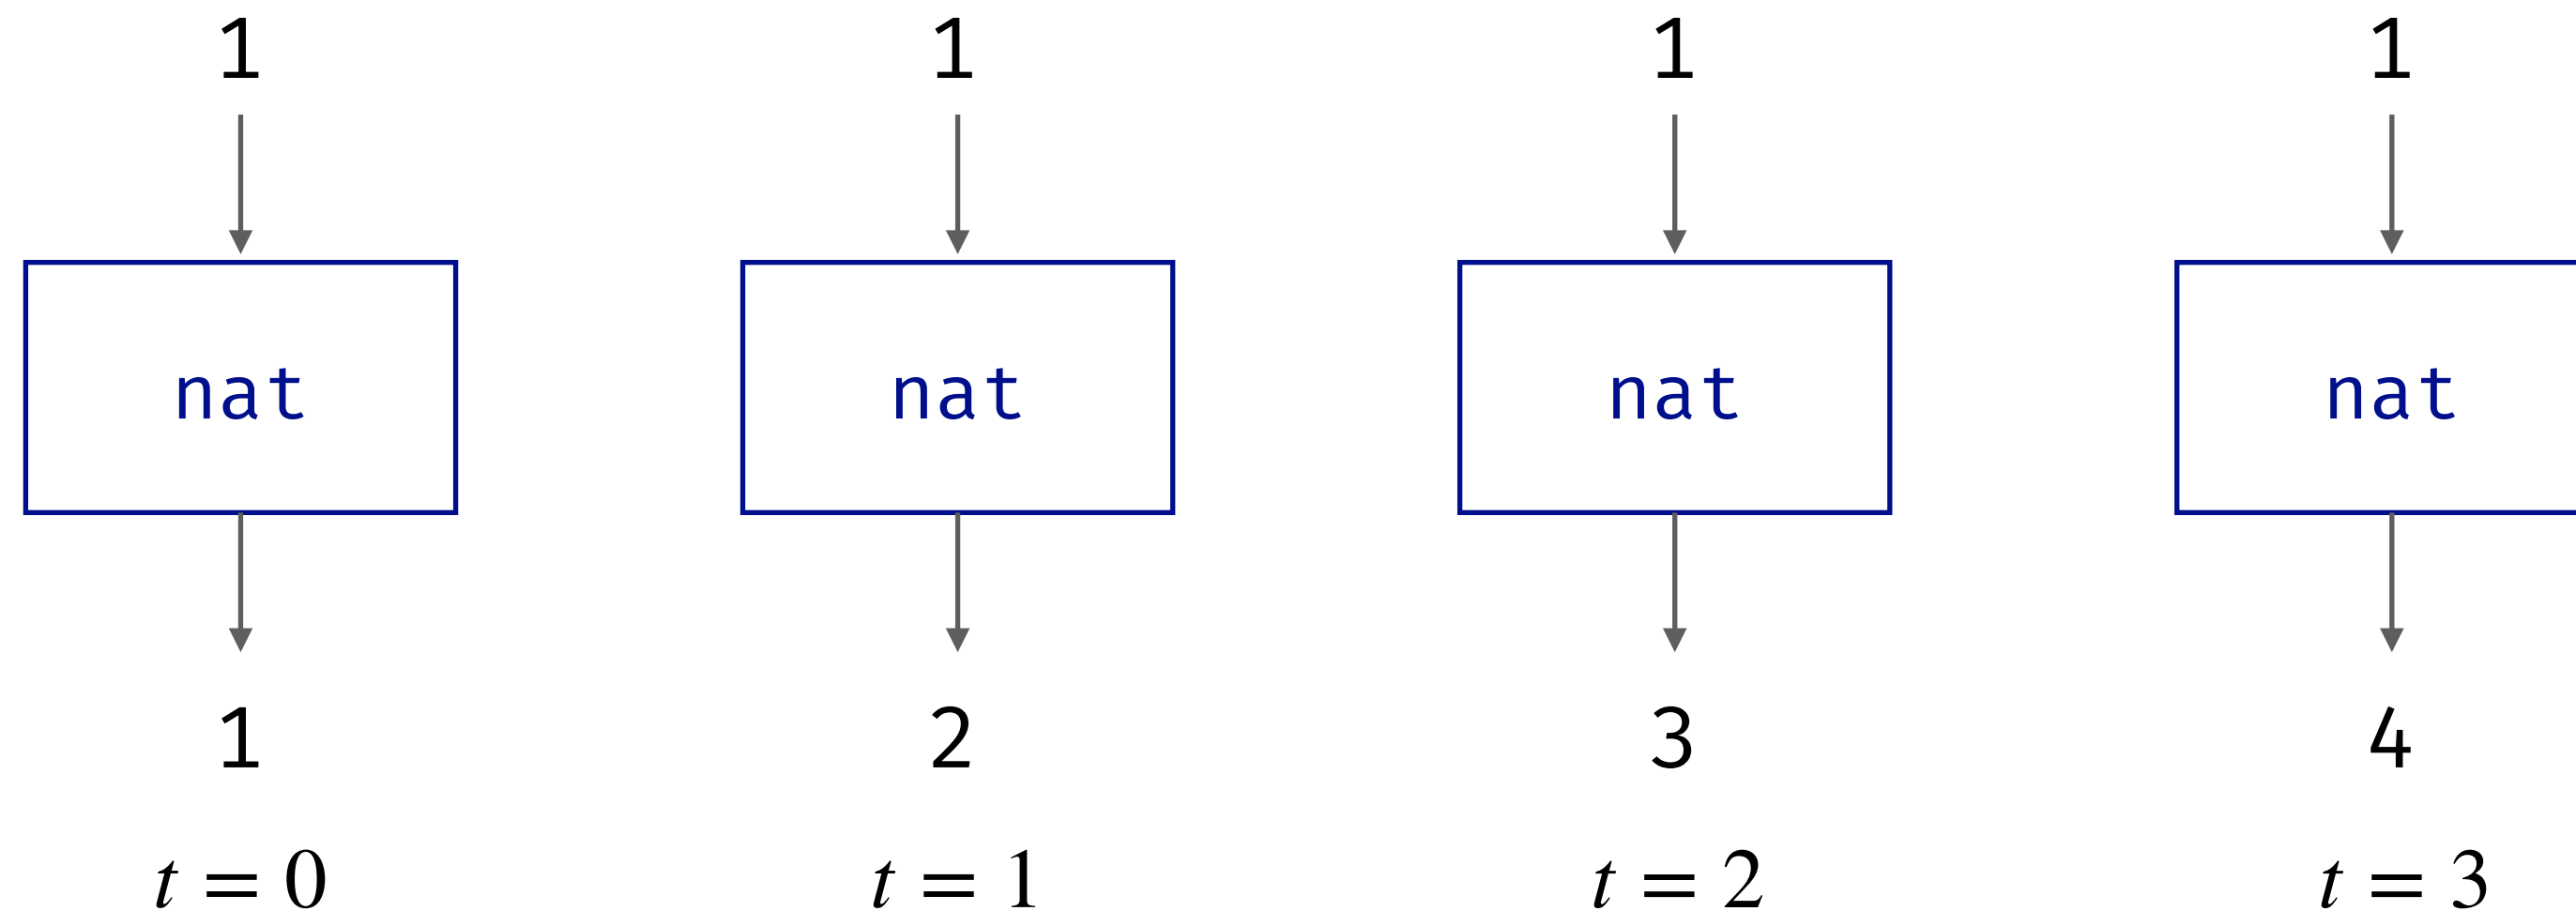 1 1 1 1
nat nat nat nat
1 2 3 4
t = 0 t = 1 t = 2 t = 3